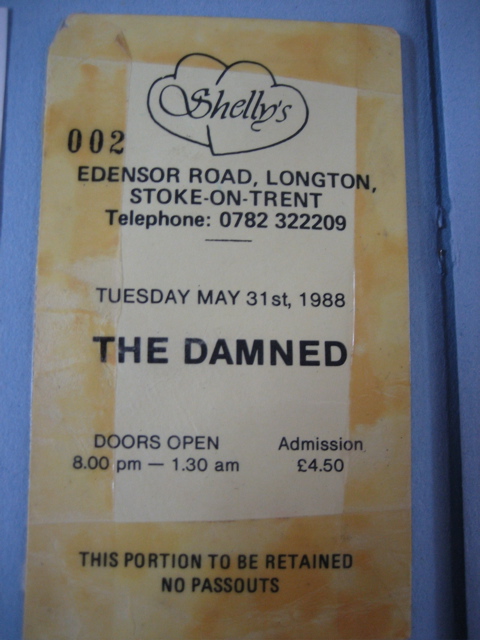 Shelly's
002
EDENSOR ROAD, LONGTON,
STOKE-ON-TRENT
Telephone: 0782 322209
TUESDAY MAY 31st, 1988
THE DAMNED
DOORS OPEN Admission
8.00 pm — 1.30 am £4.50
THIS PORTION TO BE RETAINED
NO PASSOUTS